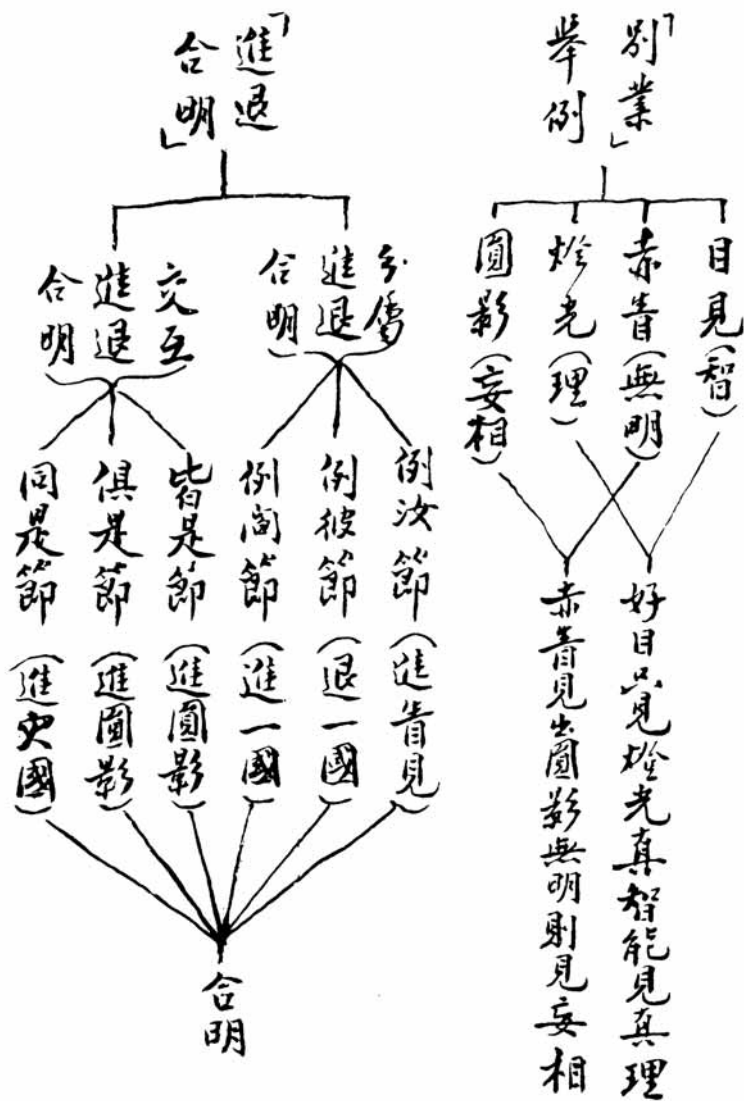 「別業
舉例」
目見(智)
赤眚(無明)
燈光(理)
圓影(妄相)
好目只見燈光真智能見真理
赤眚見出圓影無明則見妄相
「進退
合明」
進退
合明
交互
進退
合明
例汝節(進眚見)
例彼節(退一國)
例閻節(進一國)
皆是節(進圓影)
俱是節(進圓影)
同是節(進國)
合明